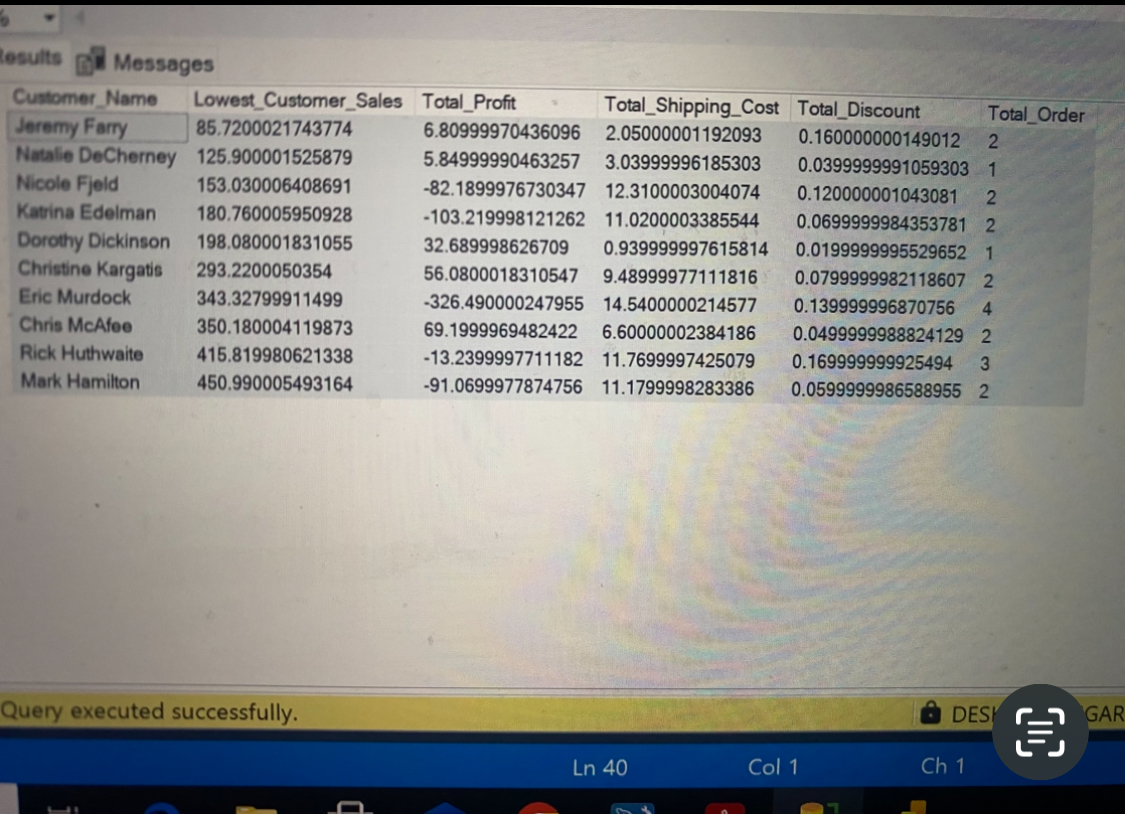 Results Messages
Customer_Name Lowest_Customer_Sales Total_Profit Total_Shipping_Cost Total_Discount Total_Order
Jeremy Farry 85.7200021743774 6.80999970436096 2.05000001192093 0.160000000149012 2
Natalie DeCherney 125.900001525879 5.84999990463257 3.03999996185303 0.0399999991059303 1
Nicole Fjeld 153.030006408691 -82.1899976730347 12.3100003004074 0.120000001043081 2
Katrina Edelman 180.760005950928 -103.219998121262 11.0200003385544 0.0699999984353781 2
Dorothy Dickinson 198.080001831055 32.689998626709 0.939999997615814 0.0199999995529652 1
Christine Kargatis 293.2200050354 56.0800018310547 9.48999977111816 0.0799999982118607 2
Eric Murdock 343.32799911499 -326.490000247955 14.5400000214577 0.139999996870756 4
Chris McAfee 350.180004119873 69.1999969482422 6.60000002384186 0.0499999988824129 2
Rick Huthwaite 415.819980621338 -13.2399997711182 11.7699997425079 0.169999999925494 3
Mark Hamilton 450.990005493164 -91.0699977874756 11.1799998283386 0.0599999986588955 2
Query executed successfully.
Ln 40 Col 1 Ch 1